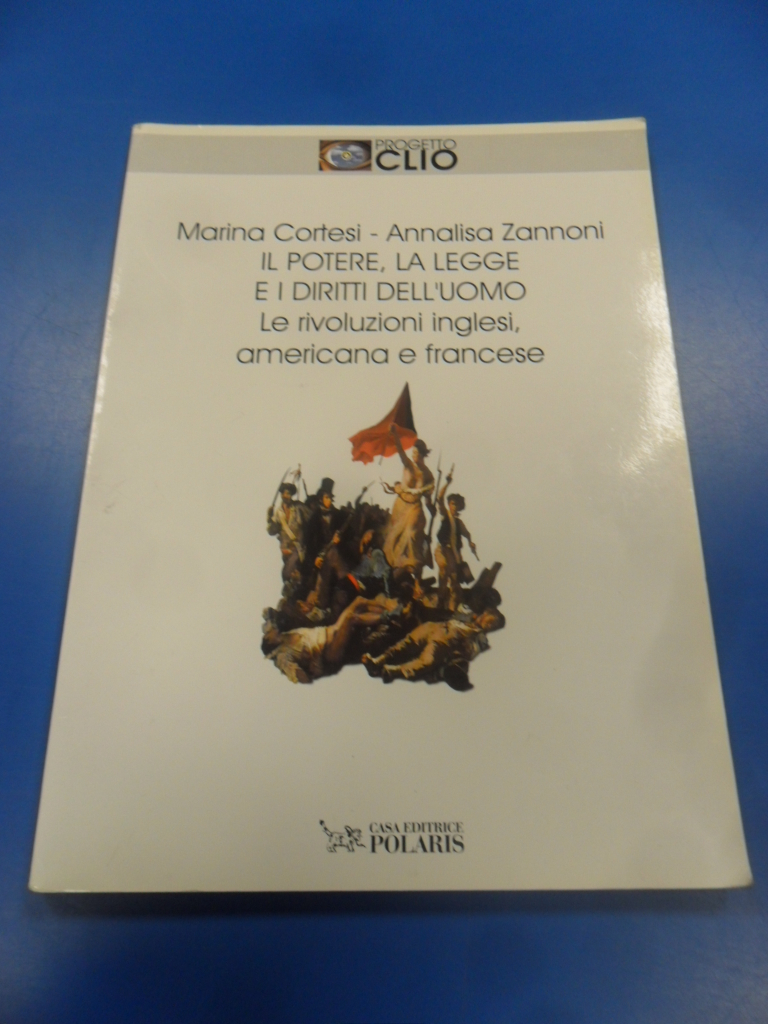 PROGETTO
CLIO
Marina Cortesi - Annalisa Zannoni
IL POTERE, LA LEGGE
E I DIRITTI DELL'UOMO
Le rivoluzioni inglesi,
americana e francese
CASA EDITRICE
POLARIS